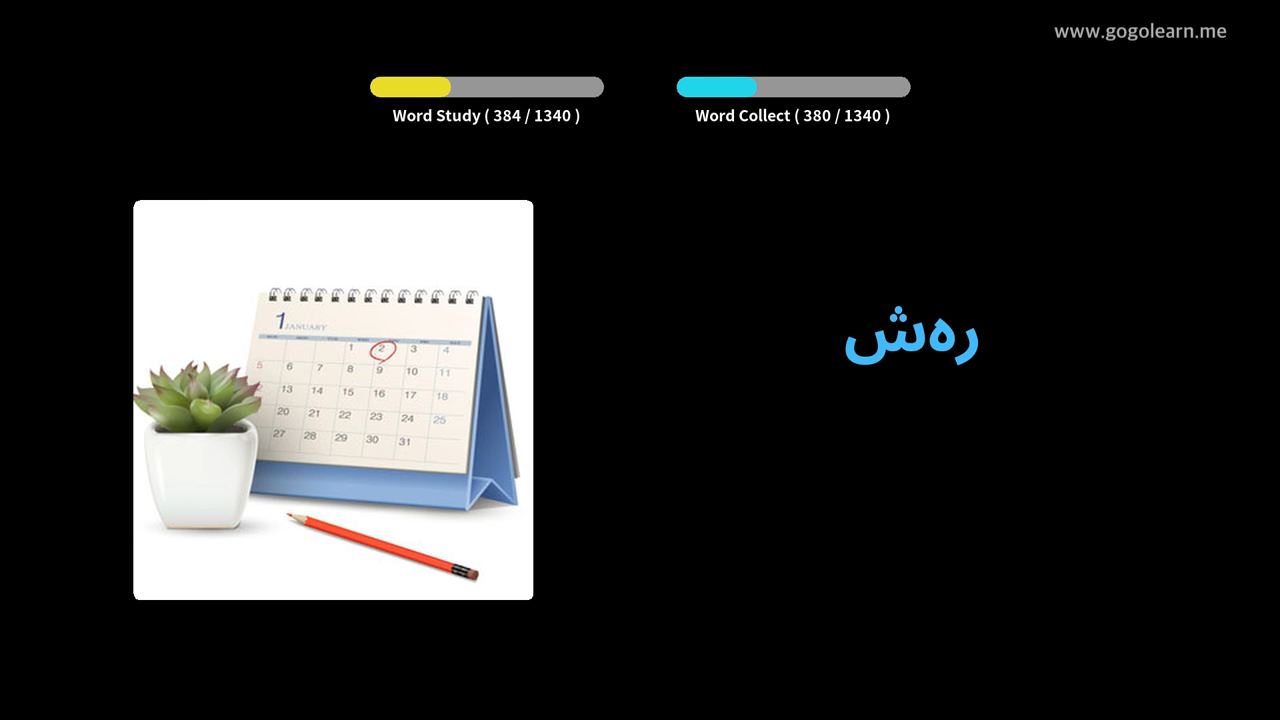 www.gogolearn.me
Word Study ( 384 / 1340 )
Word Collect ( 380 / 1340 )
رهش
1 JANUARY
1 2 3 4
5 6 7 8 9 10 11
2 13 14 15 16 17 18
20 21 22 23 24 25
27 28 29 30 31